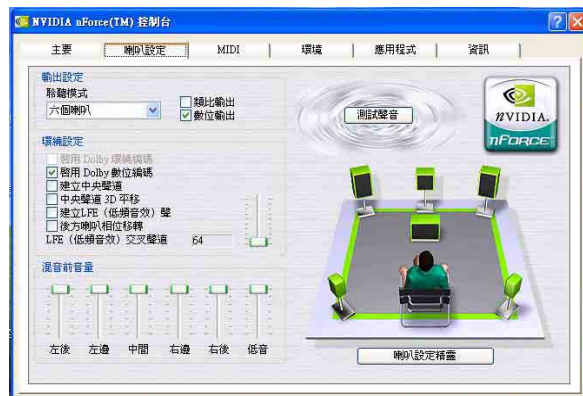 NVIDIA nForce(TM) 控制台
主要 喇叭設定 MIDI 環境 應用程式 資訊
輸出設定
聆聽模式
六個喇叭
類比輸出
數位輸出
測試聲音
NVIDIA
nFORCE
環繞設定
啟用 Dolby 環繞編碼
啟用 Dolby 數位編碼
建立中央聲道
中央聲道 3D 平移
建立LFE (低頻音效) 聲
後方喇叭相位移轉
LFE (低頻音效) 交叉聲道 64
混音前音量
左後 左邊 中間 右邊 右後 低音
喇叭設定精靈